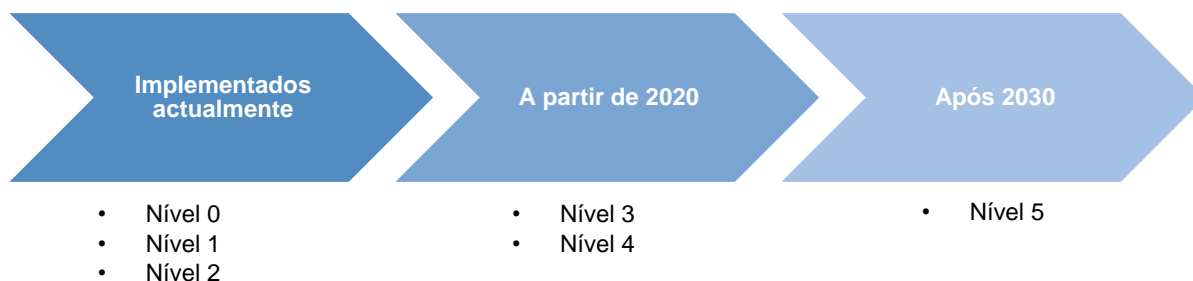 Implementados
actualmente
• Nível 0
• Nível 1
• Nível 2
A partir de 2020
• Nível 3
• Nível 4
Após 2030
• Nível 5